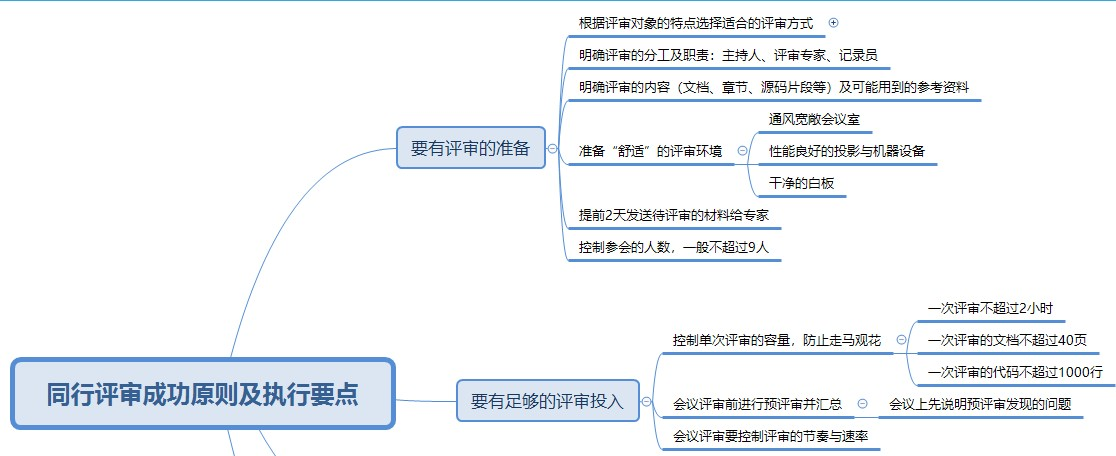 根据评审对象的特点选择适合的评审方式
明确评审的分工及职责：主持人、评审专家、记录员
明确评审的内容（文档、章节、源码片段等）及可能用到的参考资料
要有评审的准备
准备“舒适”的评审环境
通风宽敞会议室
性能良好的投影与机器设备
干净的白板
提前2天发送待评审的材料给专家
控制参会的人数，一般不超过9人
同行评审成功原则及执行要点
要有足够的评审投入
控制单次评审的容量，防止走马观花
一次评审不超过2小时
一次评审的文档不超过40页
一次评审的代码不超过1000行
会议评审前进行预评审并汇总
会议上先说明预评审发现的问题
会议评审要控制评审的节奏与速率